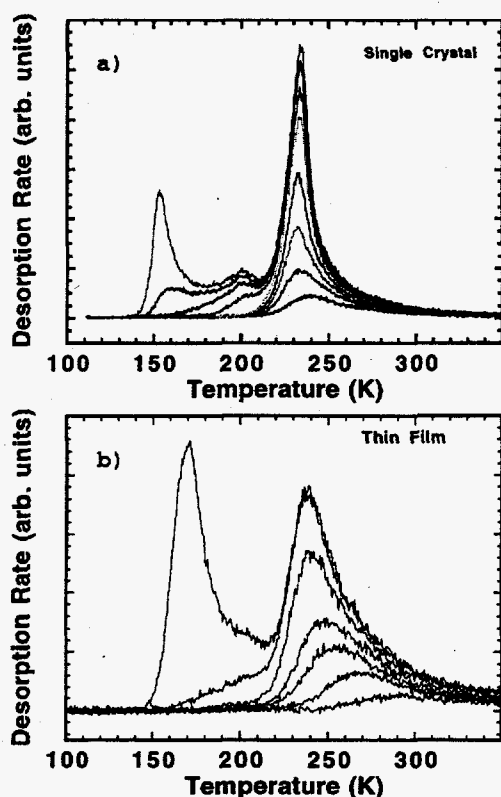 a)
Single Crystal
Desorption Rate (arb. units)
100 150 200 250 300
Temperature (K)
b)
Thin Film
Desorption Rate (arb. units)
100 150 200 250 300
Temperature (K)